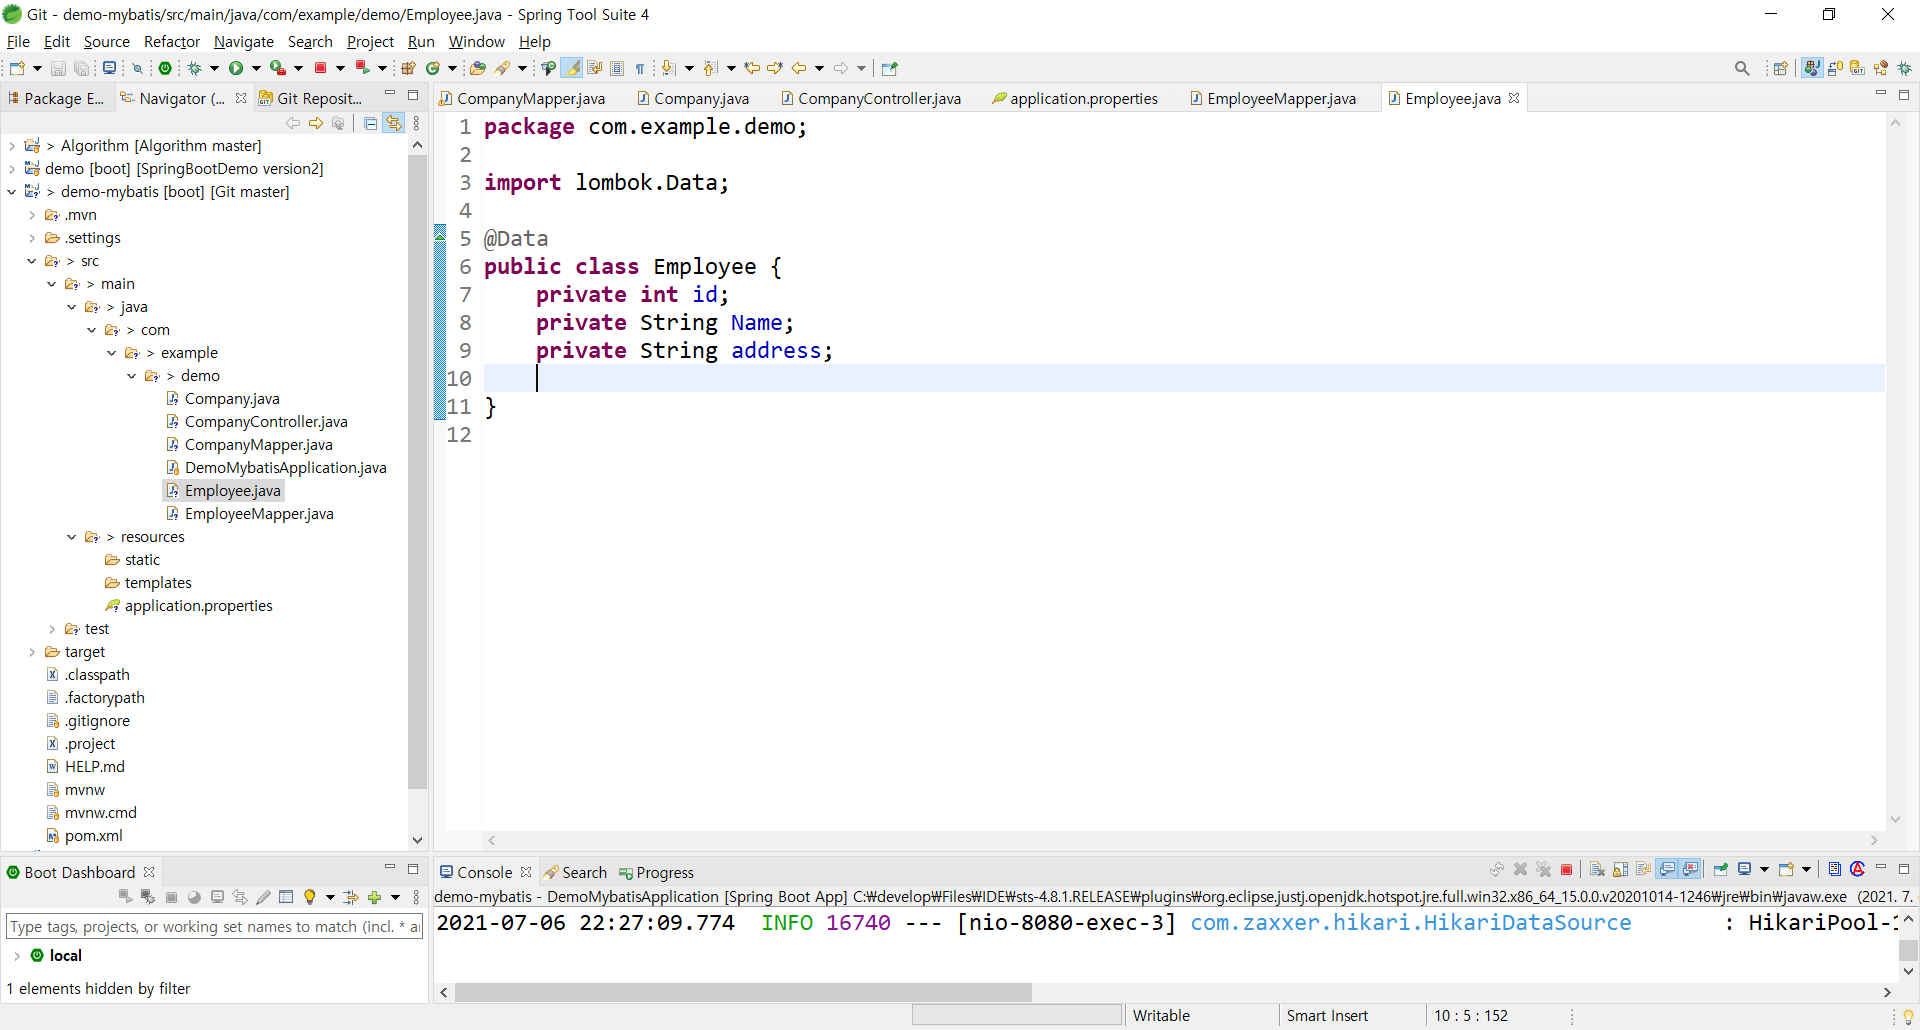 Git - demo-mybatis/src/main/java/com/example/demo/Employee.java - Spring Tool Suite 4
File Edit Source Refactor Navigate Search Project Run Window Help
Package E... Navigator (... Git Reposit...
> Algorithm [Algorithm master]
demo [boot] [SpringBootDemo version2]
> demo-mybatis [boot] [Git master]
.mvn
.settings
> src
> main
> java
> com
> example
> demo
Company.java
CompanyController.java
CompanyMapper.java
DemoMybatisApplication.java
Employee.java
EmployeeMapper.java
> resources
static
templates
application.properties
test
target
.classpath
.factorypath
.gitignore
.project
HELP.md
mvnw
mvnw.cmd
pom.xml
CompanyMapper.java Company.java CompanyController.java application.properties EmployeeMapper.java Employee.java
1 package com.example.demo;
2
3 import lombok.Data;
4
5 @Data
6 public class Employee {
7 private int id;
8 private String Name;
9 private String address;
10
11 }
12
Boot Dashboard
Type tags, projects, or working set names to match (incl. * a
local
1 elements hidden by filter
Console Search Progress
demo-mybatis - DemoMybatisApplication [Spring Boot App] C:₩develop₩Files₩IDE₩sts-4.8.1.RELEASE₩plugins₩org.eclipse.justj.openjdk.hotspot.jre.full.win32.x86_64_15.0.0.v20201014-1246₩jre₩bin₩javaw.exe (2021. 7.
2021-07-06 22:27:09.774 INFO 16740 --- [nio-8080-exec-3] com.zaxxer.hikari.HikariDataSource : HikariPool-1
Writable Smart Insert 10 : 5 : 152